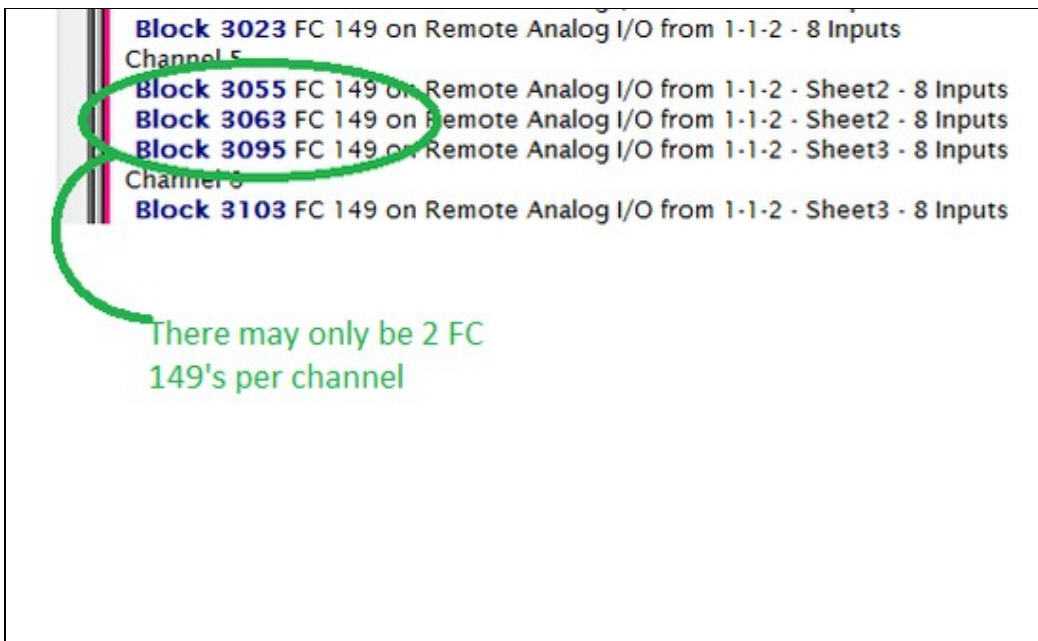 Block 3023 FC 149 on Remote Analog I/O from 1-1-2 - 8 Inputs
Channel 5
Block 3055 FC 149 on Remote Analog I/O from 1-1-2 - Sheet2 - 8 Inputs
Block 3063 FC 149 on Remote Analog I/O from 1-1-2 - Sheet2 - 8 Inputs
Block 3095 FC 149 on Remote Analog I/O from 1-1-2 - Sheet3 - 8 Inputs
Channel
Block 3103 FC 149 on Remote Analog I/O from 1-1-2 - Sheet3 - 8 Inputs
There may only be 2 FC
149's per channel